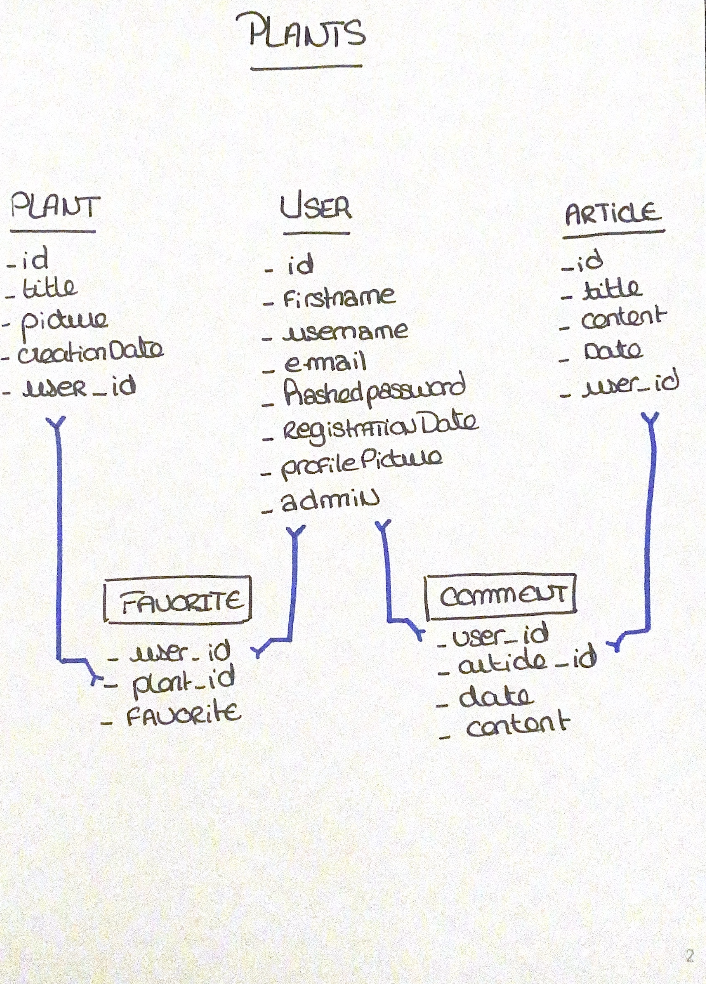 PLANTS
PLANT
- id
- title
- picture
- creationDate
- user_id
USER
- id
- firstname
- username
- e-mail
- Hashedpassword
- RegistrationDate
- profilePicture
- admin
ARTICLE
- id
- title
- content
- Date
- user_id
FAVORITE
- user_id
- plant_id
- FAVORITE
COMMENT
- user_id
- article_id
- date
- content
2